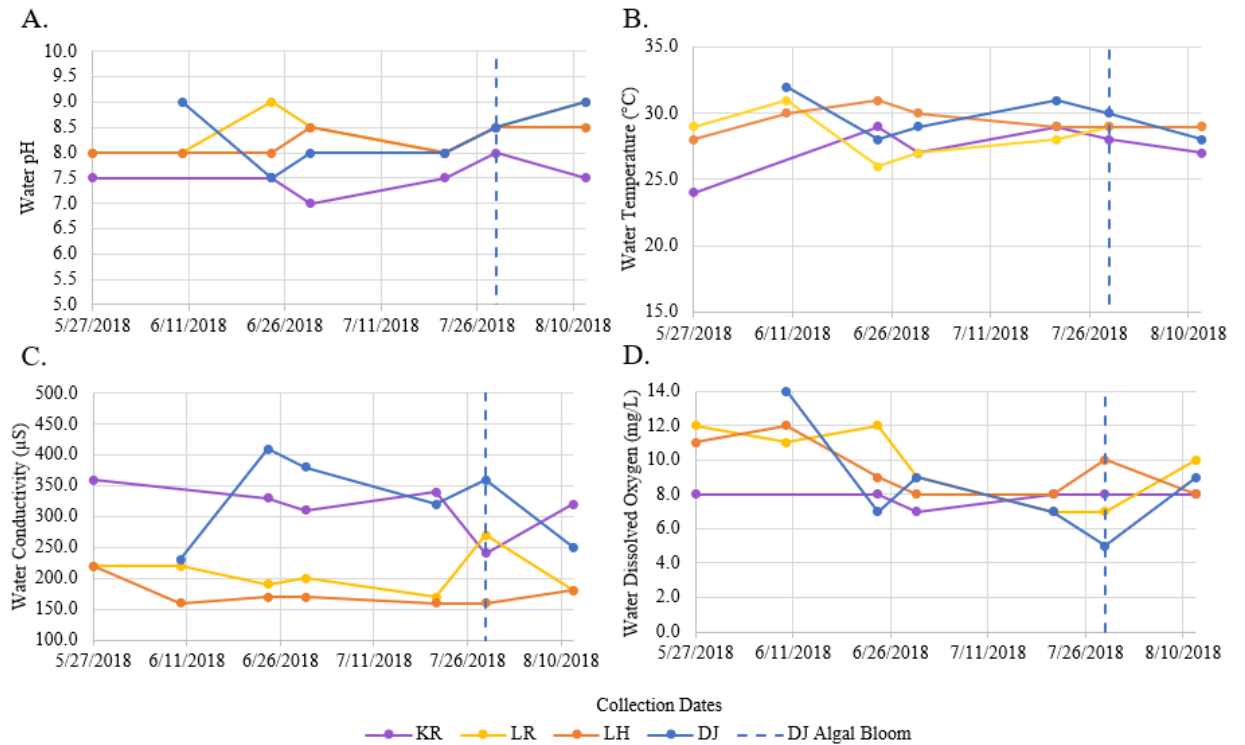 A.
Water pH
10.0
9.5
9.0
8.5
8.0
7.5
7.0
6.5
6.0
5.5
5.0
5/27/2018 6/11/2018 6/26/2018 7/11/2018 7/26/2018 8/10/2018
B.
Water Temperature (°C)
35.0
30.0
25.0
20.0
15.0
5/27/2018 6/11/2018 6/26/2018 7/11/2018 7/26/2018 8/10/2018
C.
Water Conductivity (µS)
500.0
450.0
400.0
350.0
300.0
250.0
200.0
150.0
100.0
5/27/2018 6/11/2018 6/26/2018 7/11/2018 7/26/2018 8/10/2018
D.
Water Dissolved Oxygen (mg/L)
14.0
12.0
10.0
8.0
6.0
4.0
2.0
0.0
5/27/2018 6/11/2018 6/26/2018 7/11/2018 7/26/2018 8/10/2018
Collection Dates
KR LR LH DJ DJ Algal Bloom